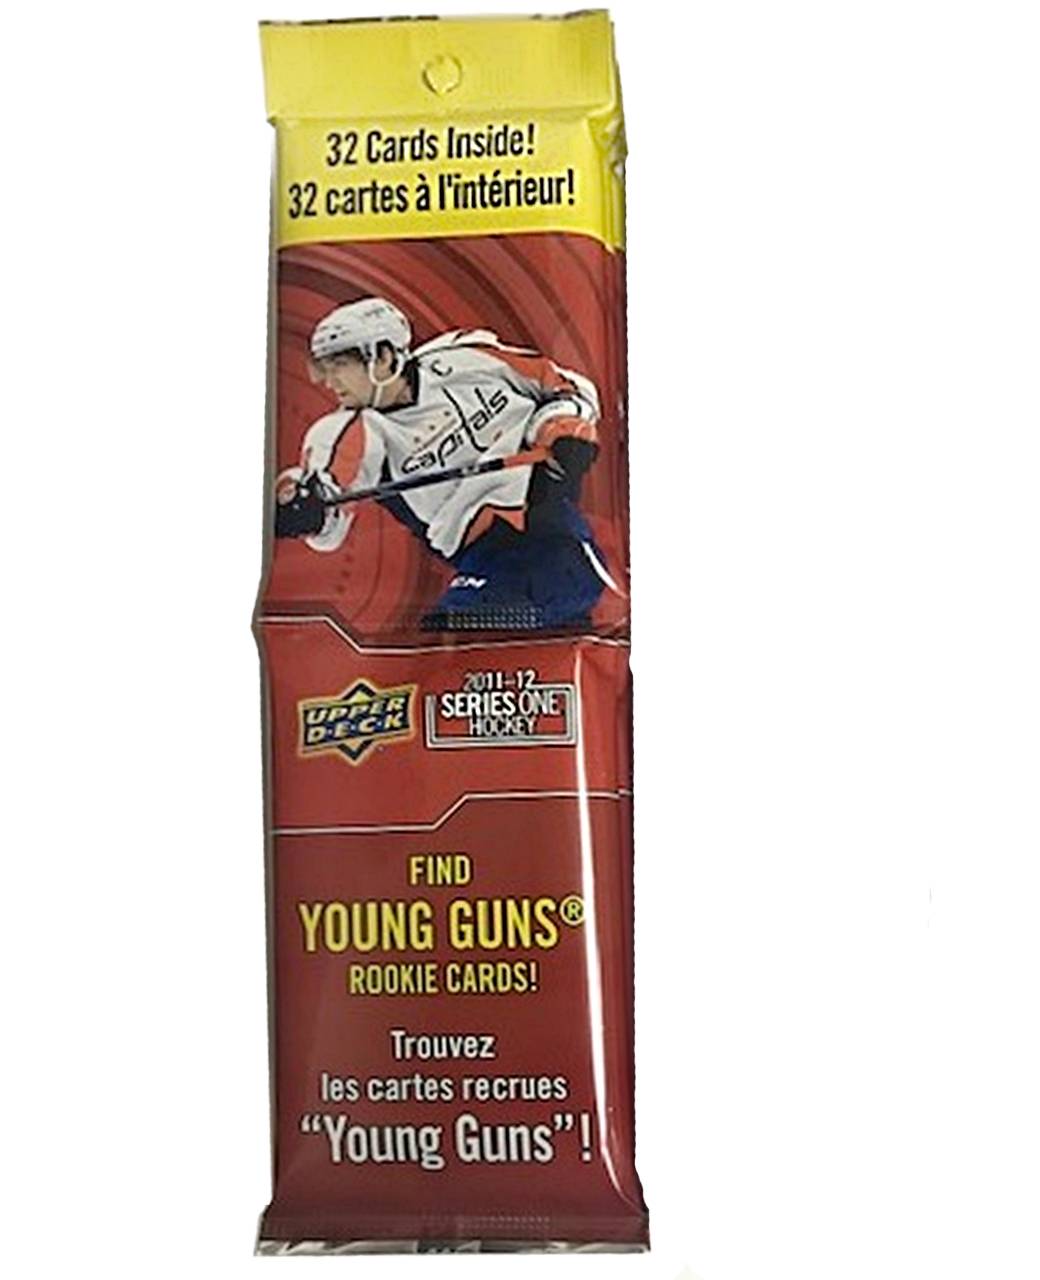 32 Cards Inside!
32 cartes à l'intérieur!
C
capitals
CCM
UPPER
D·E·C·K
2011-12
SERIES ONE
HOCKEY
FIND
YOUNG GUNS®
ROOKIE CARDS!
Trouvez
les cartes recrues
“Young Guns”!